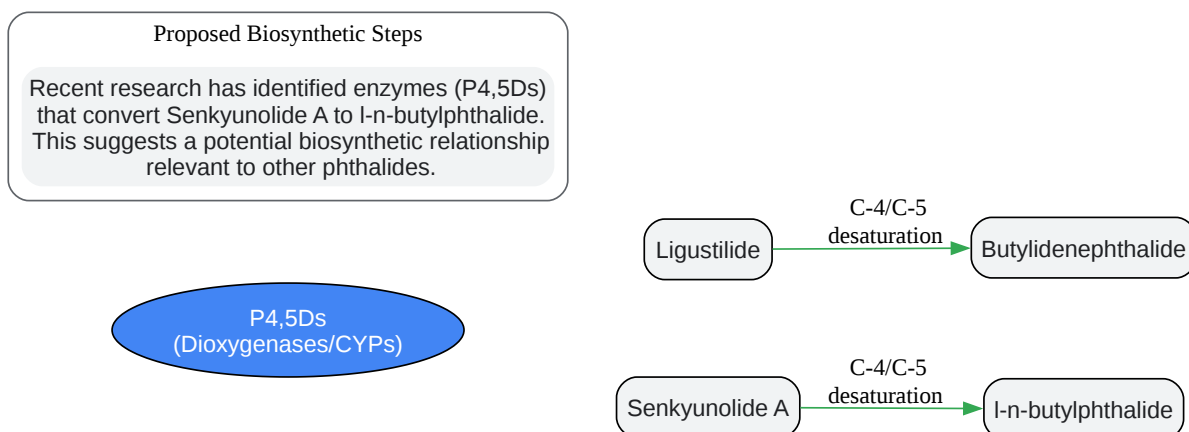 Proposed Biosynthetic Steps
Recent research has identified enzymes (P4,5Ds)
that convert Senkyunolide A to l-n-butylphthalide.
This suggests a potential biosynthetic relationship
relevant to other phthalides.
P4,5Ds
(Dioxygenases/CYPs)
C-4/C-5
desaturation
Ligustilide
Butylidenephthalide
C-4/C-5
desaturation
Senkyunolide A
l-n-butylphthalide